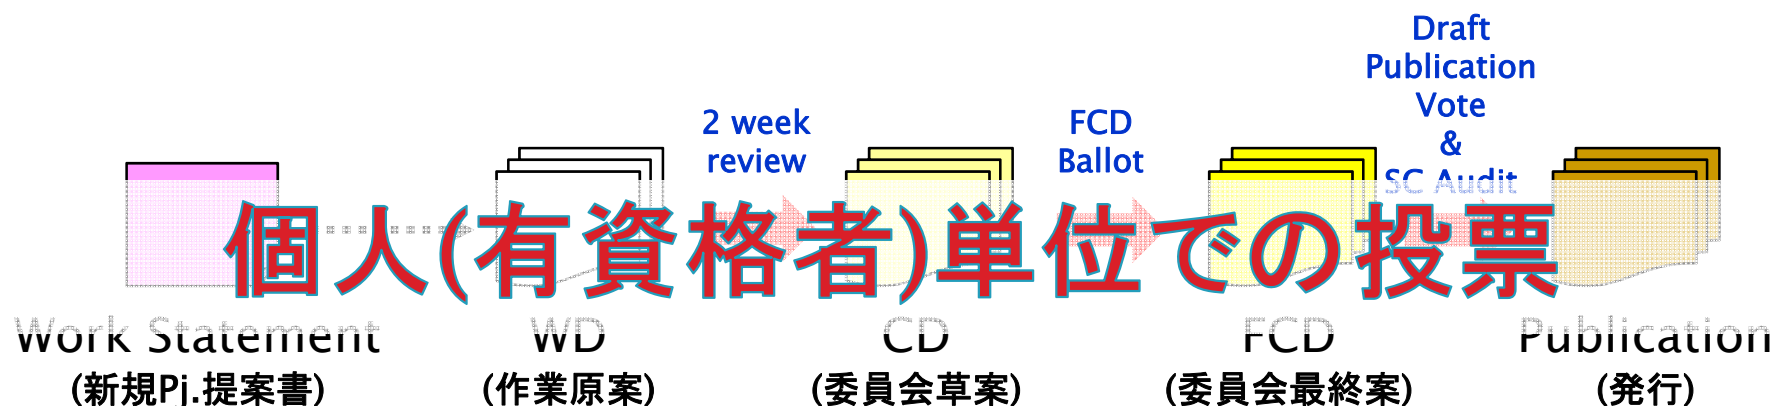 Draft
Publication
Vote
&
SC Audit
2 week
review
FCD
Ballot
個人(有資格者)単位での投票
Work Statement
(新規Pj.提案書)
WD
(作業原案)
CD
(委員会草案)
FCD
(委員会最終案)
Publication
(発行)